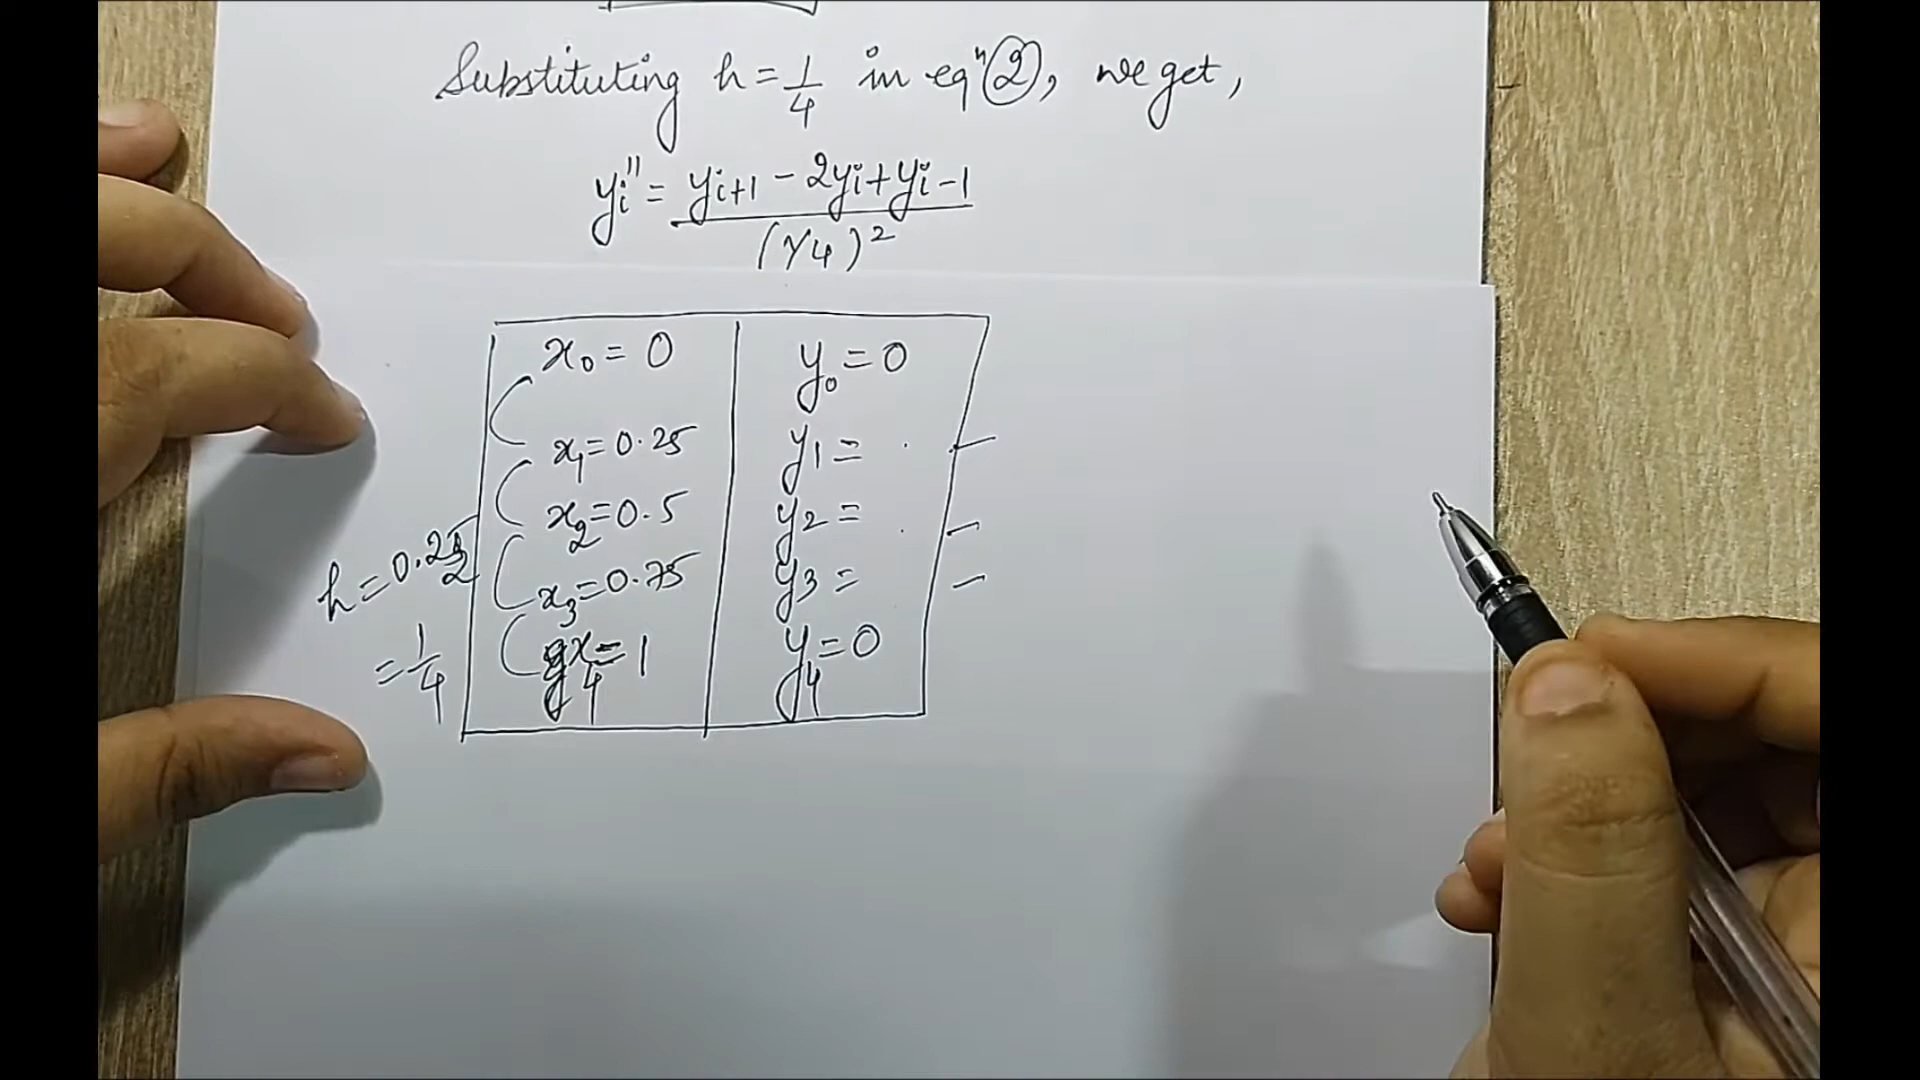 Substituting h = 1/4 in eqⁿ (2), we get,
yi'' = (yi+1 - 2yi + yi-1) / (1/4)²
x₀ = 0 y₀ = 0
x₁ = 0.25 y₁ =
x₂ = 0.5 y₂ =
x₃ = 0.75 y₃ =
x₄ = 1 y₄ = 0
h = 0.25
= 1/4